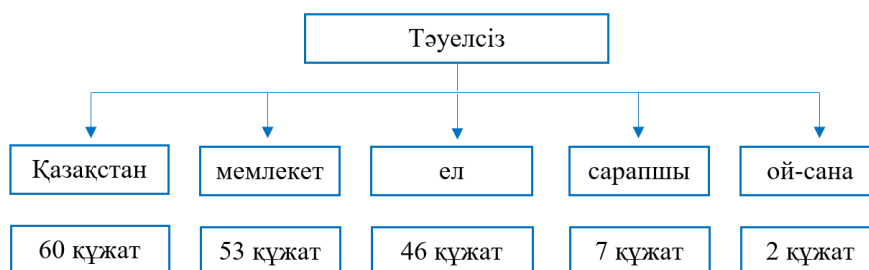 Тәуелсіз
Қазақстан мемлекет ел сарапшы ой-сана
60 құжат 53 құжат 46 құжат 7 құжат 2 құжат